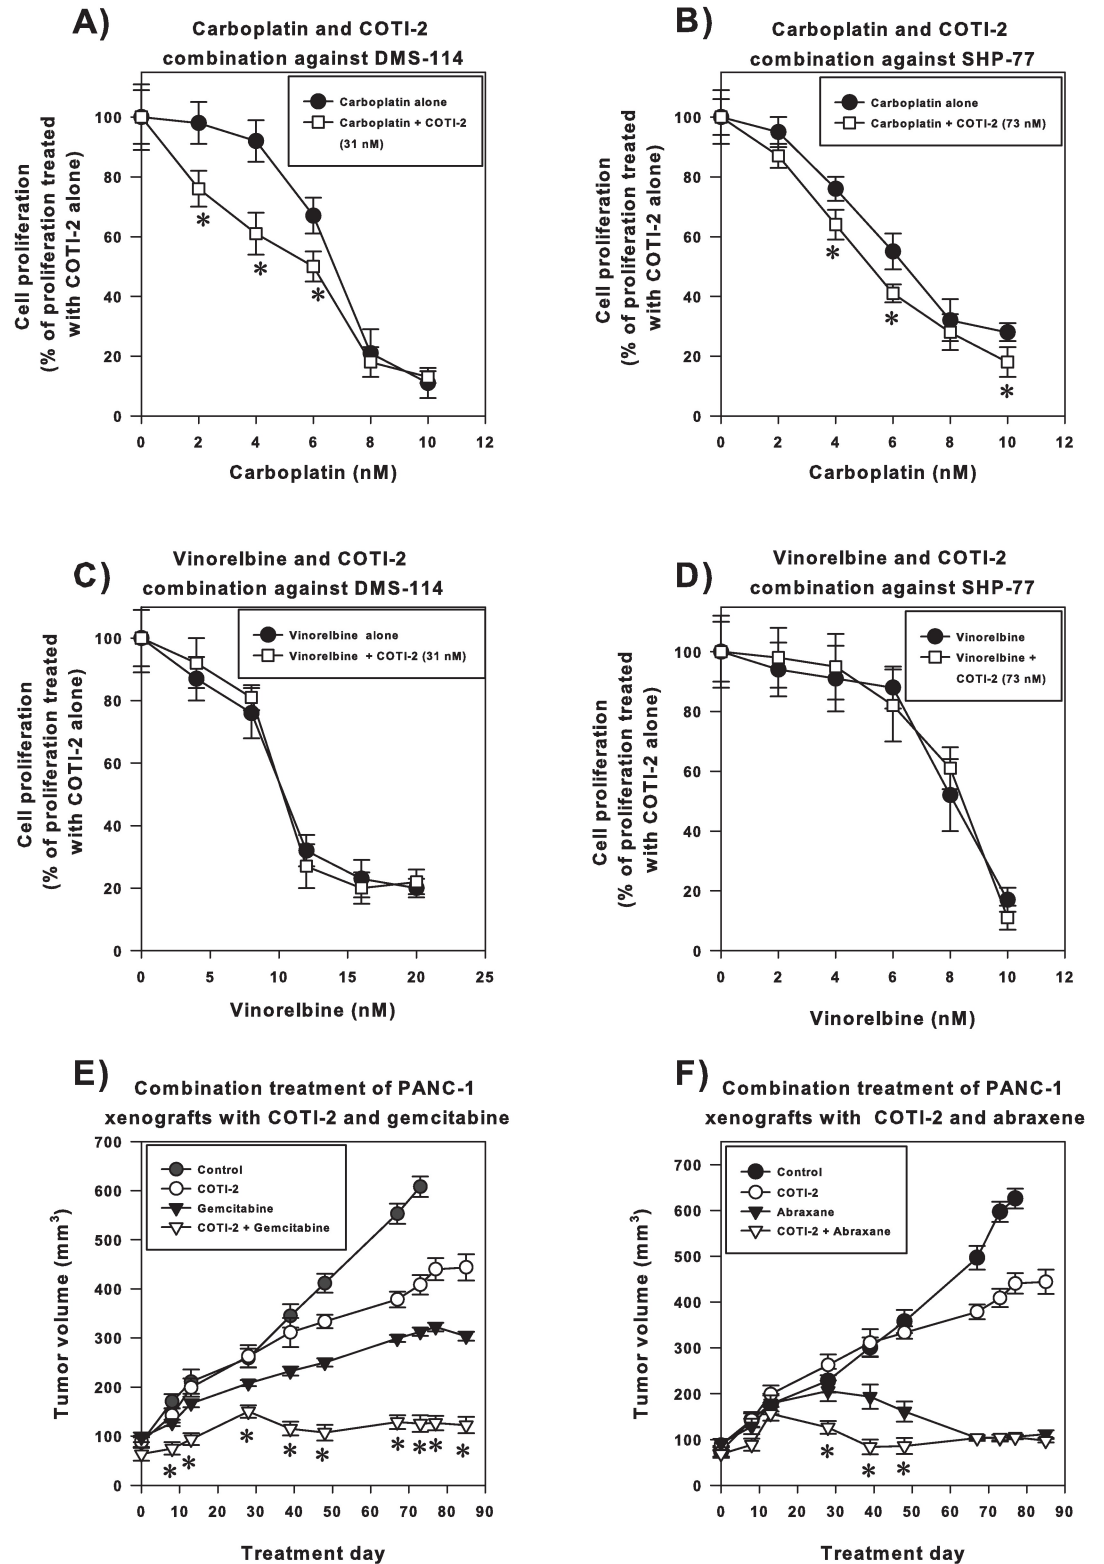 A)
Carboplatin and COTI-2
combination against DMS-114
Carboplatin alone
Carboplatin + COTI-2
(31 nM)
Cell proliferation
(% of proliferation treated
with COTI-2 alone)
100
80
60
40
20
0
*
*
*
0 2 4 6 8 10 12
Carboplatin (nM)
B)
Carboplatin and COTI-2
combination against SHP-77
Carboplatin alone
Carboplatin + COTI-2 (73 nM)
Cell proliferation
(% of proliferation treated
with COTI-2 alone)
100
80
60
40
20
0
*
*
*
0 2 4 6 8 10 12
Carboplatin (nM)
C)
Vinorelbine and COTI-2
combination against DMS-114
Vinorelbine alone
Vinorelbine + COTI-2 (31 nM)
Cell proliferation
(% of proliferation treated
with COTI-2 alone)
100
80
60
40
20
0
0 5 10 15 20 25
Vinorelbine (nM)
D)
Vinorelbine and COTI-2
combination against SHP-77
Vinorelbine
Vinorelbine +
COTI-2 (73 nM)
Cell proliferation
(% of proliferation treated
with COTI-2 alone)
100
80
60
40
20
0
0 2 4 6 8 10 12
Vinorelbine (nM)
E)
Combination treatment of PANC-1
xenografts with COTI-2 and gemcitabine
Control
COTI-2
Gemcitabine
COTI-2 + Gemcitabine
Tumor volume (mm³)
700
600
500
400
300
200
100
0
* * * * * * * * *
0 10 20 30 40 50 60 70 80 90
Treatment day
F)
Combination treatment of PANC-1
xenografts with COTI-2 and abraxene
Control
COTI-2
Abraxane
COTI-2 + Abraxane
Tumor volume (mm³)
700
600
500
400
300
200
100
0
* * *
0 10 20 30 40 50 60 70 80 90
Treatment day